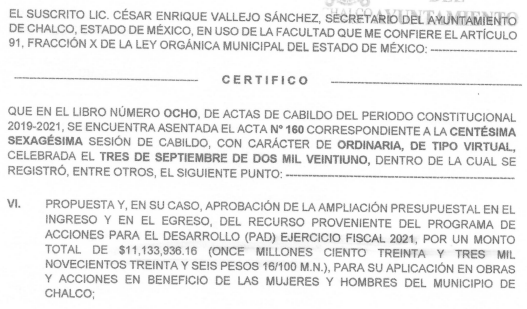 CHALCO AYUNTAMIENTO
EL SUSCRITO LIC. CÉSAR ENRIQUE VALLEJO SÁNCHEZ, SECRETARIO DEL AYUNTAMIENTO
DE CHALCO, ESTADO DE MÉXICO, EN USO DE LA FACULTAD QUE ME CONFIERE EL ARTÍCULO
91, FRACCIÓN X DE LA LEY ORGÁNICA MUNICIPAL DEL ESTADO DE MÉXICO: --------------------
-------------------- CERTIFICO --------------------
QUE EN EL LIBRO NÚMERO OCHO, DE ACTAS DE CABILDO DEL PERIODO CONSTITUCIONAL
2019-2021, SE ENCUENTRA ASENTADA EL ACTA N° 160 CORRESPONDIENTE A LA CENTÉSIMA
SEXAGÉSIMA SESIÓN DE CABILDO, CON CARÁCTER DE ORDINARIA, DE TIPO VIRTUAL,
CELEBRADA EL TRES DE SEPTIEMBRE DE DOS MIL VEINTIUNO, DENTRO DE LA CUAL SE
REGISTRÓ, ENTRE OTROS, EL SIGUIENTE PUNTO: --------------------
VI. PROPUESTA Y, EN SU CASO, APROBACIÓN DE LA AMPLIACIÓN PRESUPUESTAL EN EL
INGRESO Y EN EL EGRESO, DEL RECURSO PROVENIENTE DEL PROGRAMA DE
ACCIONES PARA EL DESARROLLO (PAD) EJERCICIO FISCAL 2021, POR UN MONTO
TOTAL DE $11,133,936.16 (ONCE MILLONES CIENTO TREINTA Y TRES MIL
NOVECIENTOS TREINTA Y SEIS PESOS 16/100 M.N.), PARA SU APLICACIÓN EN OBRAS
Y ACCIONES EN BENEFICIO DE LAS MUJERES Y HOMBRES DEL MUNICIPIO DE
CHALCO;